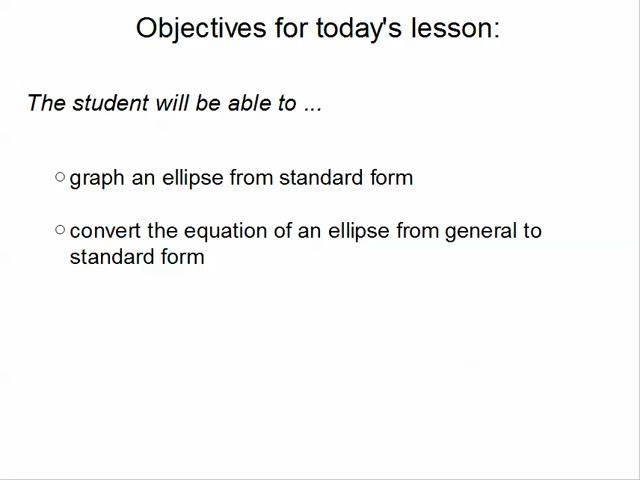 Objectives for today's lesson:
The student will be able to ...
○ graph an ellipse from standard form
○ convert the equation of an ellipse from general to
standard form